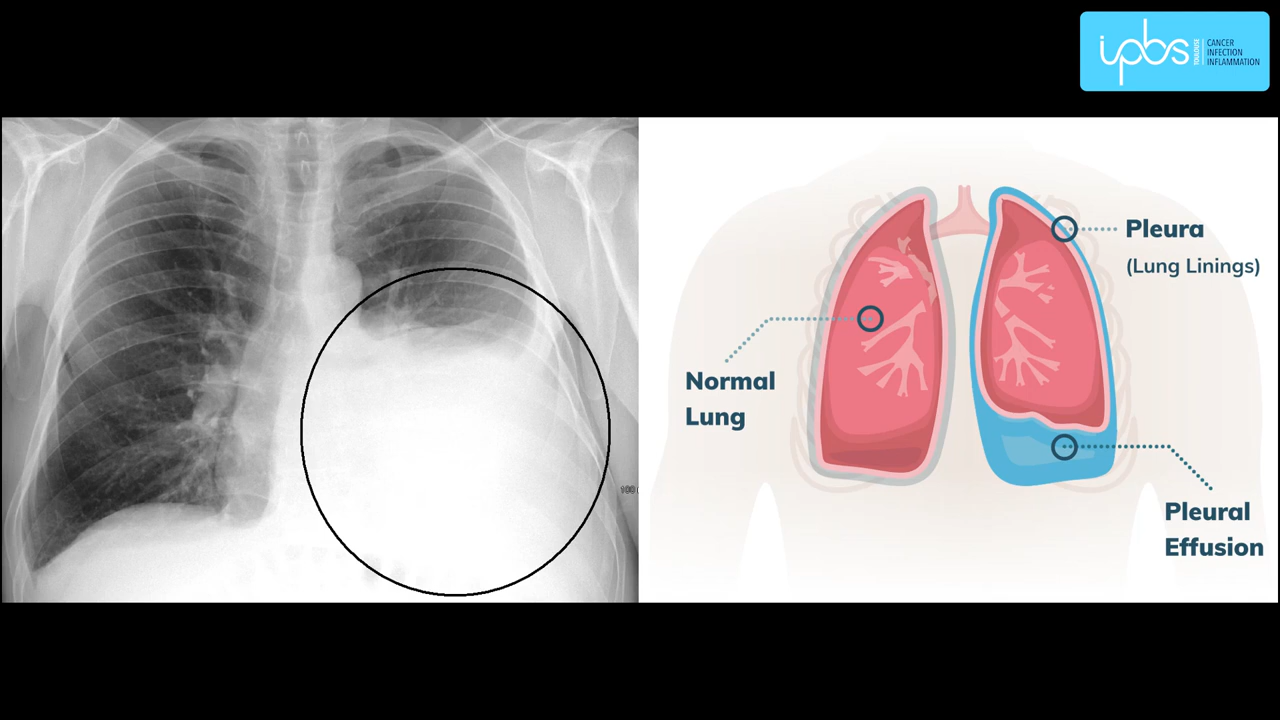 ipbs
TOULOUSE
CANCER
INFECTION
INFLAMMATION
Pleura
(Lung Linings)
Normal
Lung
Pleural
Effusion